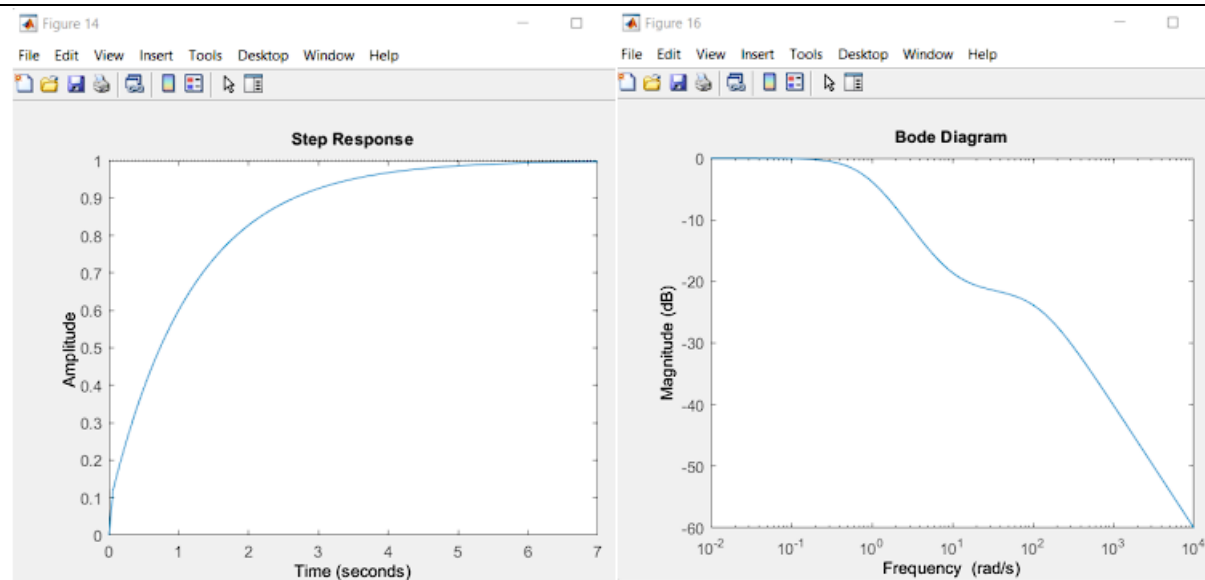 Figure 14
File Edit View Insert Tools Desktop Window Help
Step Response
1
0.9
0.8
0.7
0.6
0.5
0.4
0.3
0.2
0.1
0
Amplitude
0 1 2 3 4 5 6 7
Time (seconds)
Figure 16
File Edit View Insert Tools Desktop Window Help
Bode Diagram
0
-10
-20
-30
-40
-50
-60
Magnitude (dB)
10-2 10-1 100 101 102 103 104
Frequency (rad/s)